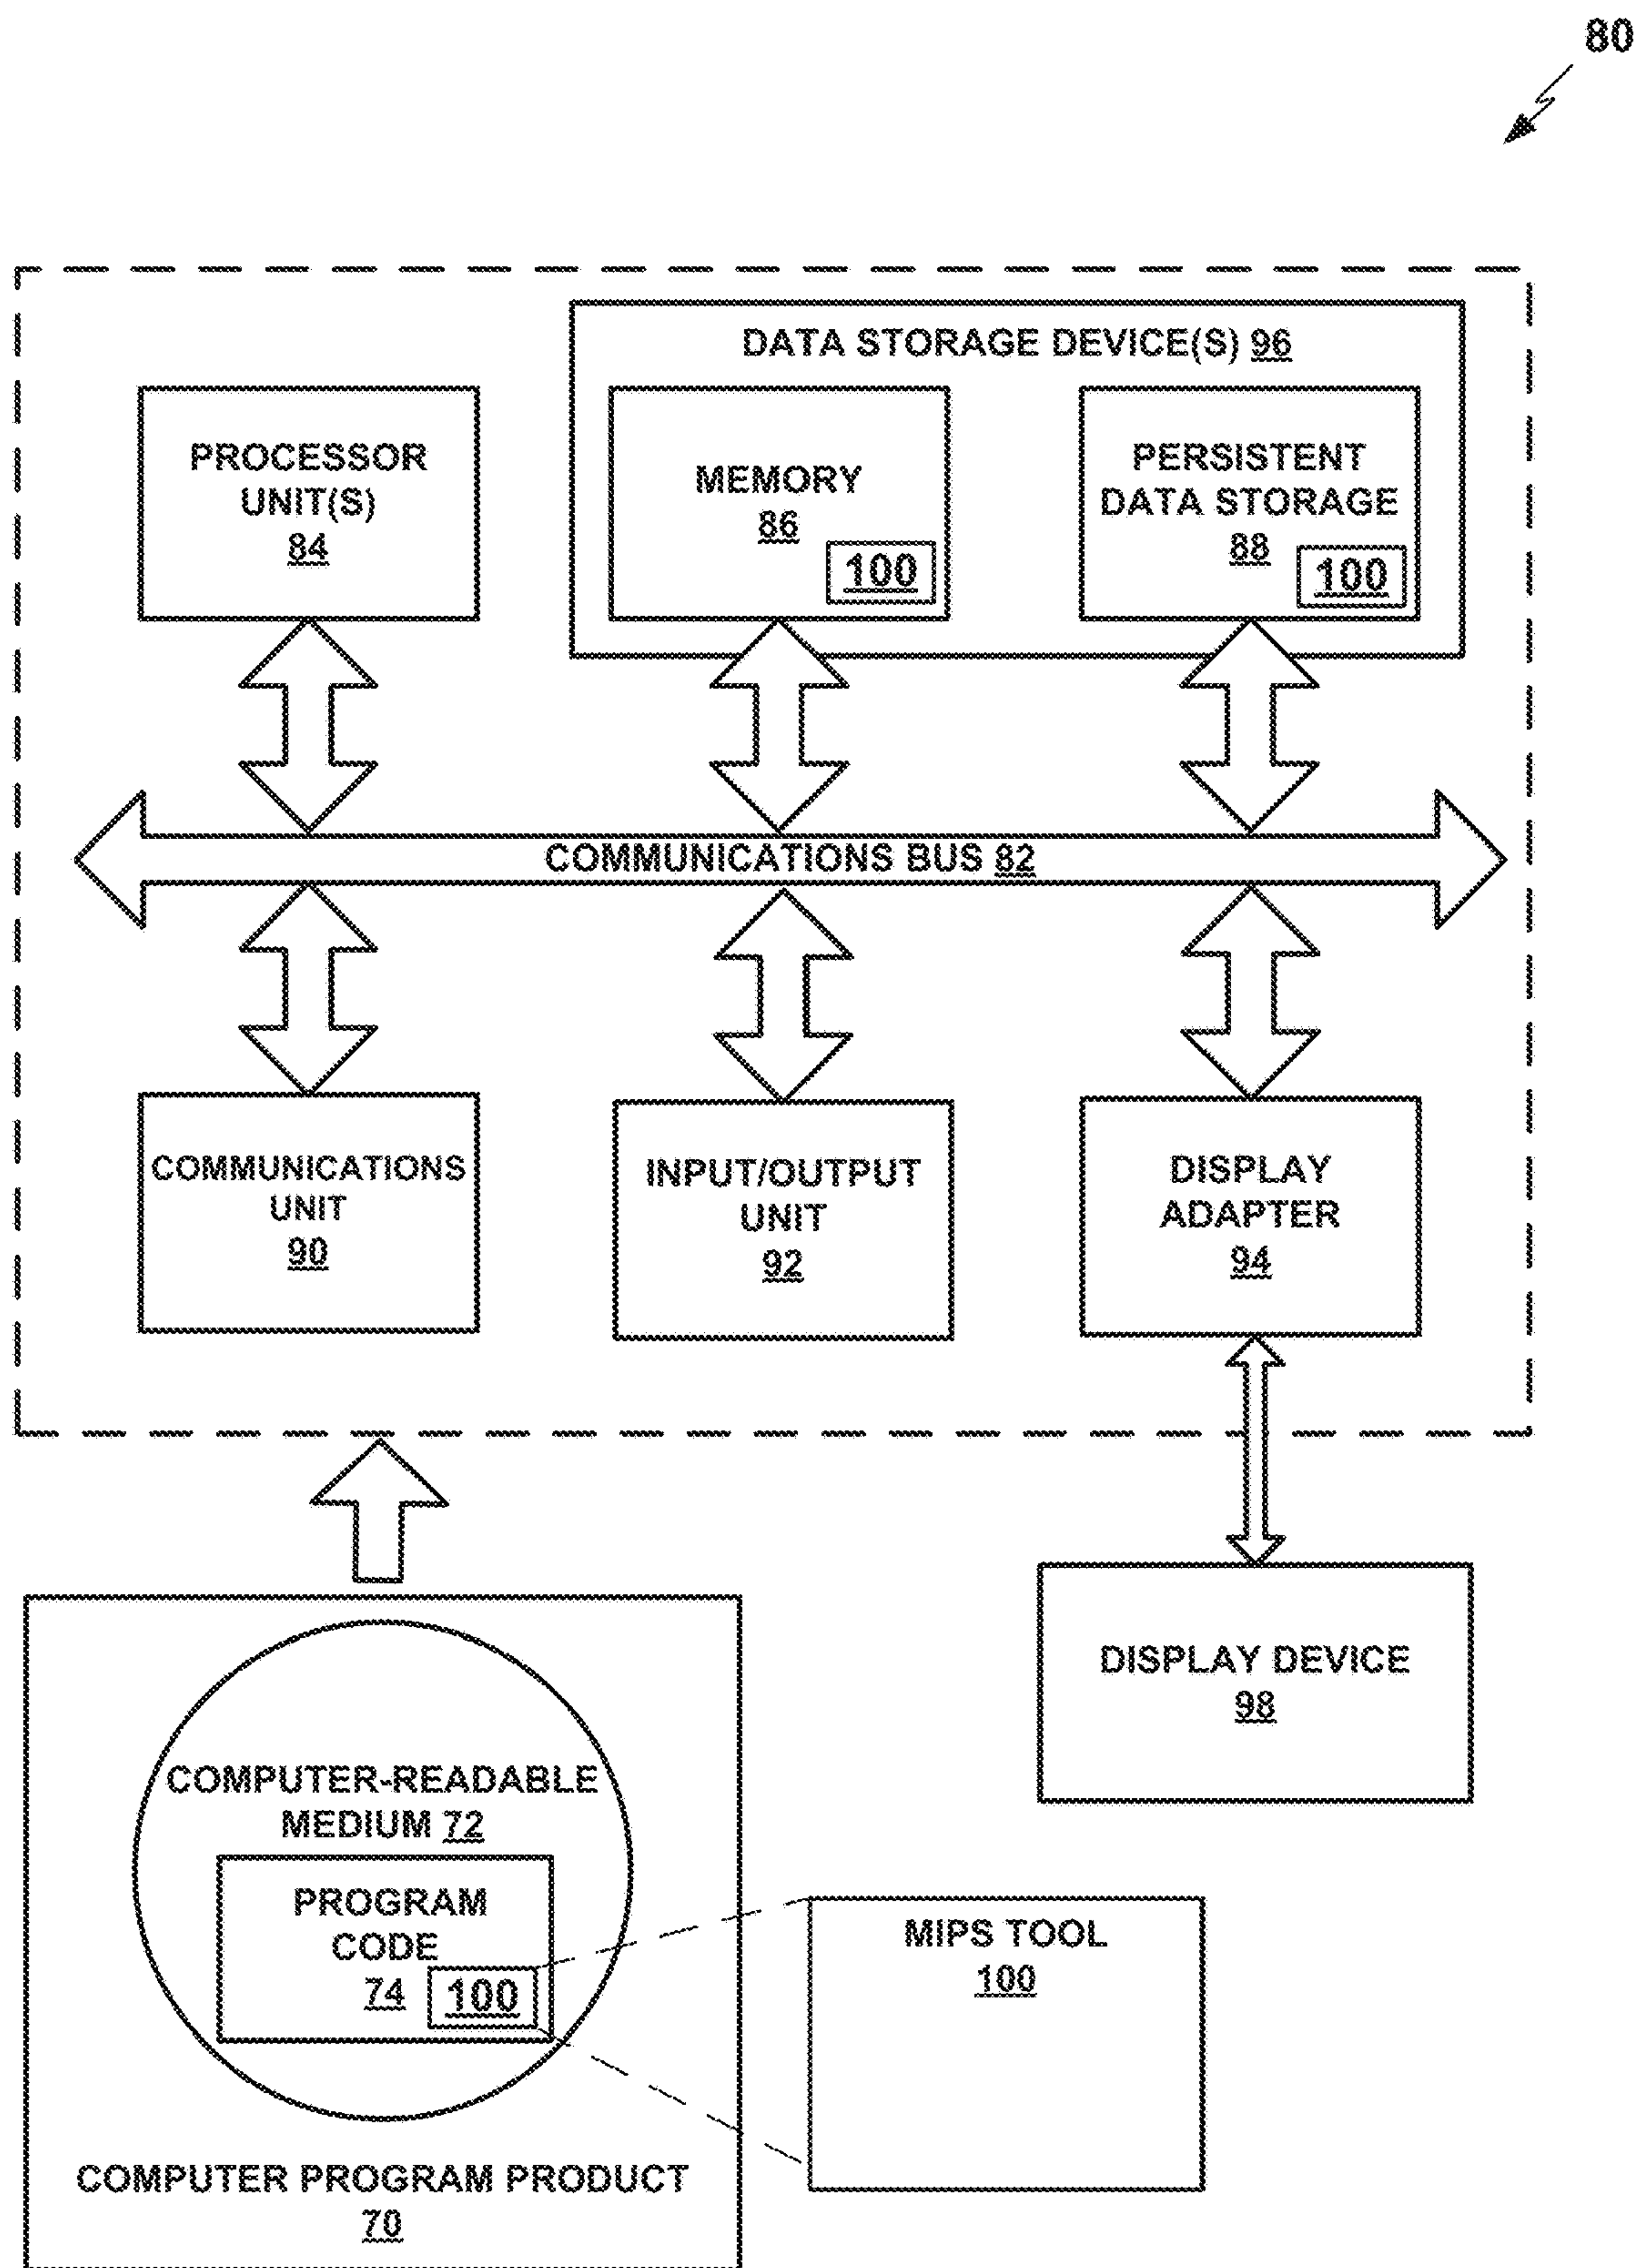 80
DATA STORAGE DEVICE(S) 96
PROCESSOR
UNIT(S)
84
MEMORY
86
100
PERSISTENT
DATA STORAGE
88
100
COMMUNICATIONS BUS 82
COMMUNICATIONS
UNIT
90
INPUT/OUTPUT
UNIT
92
DISPLAY
ADAPTER
94
DISPLAY DEVICE
98
COMPUTER-READABLE
MEDIUM 72
PROGRAM
CODE
74
100
MIPS TOOL
100
COMPUTER PROGRAM PRODUCT
70